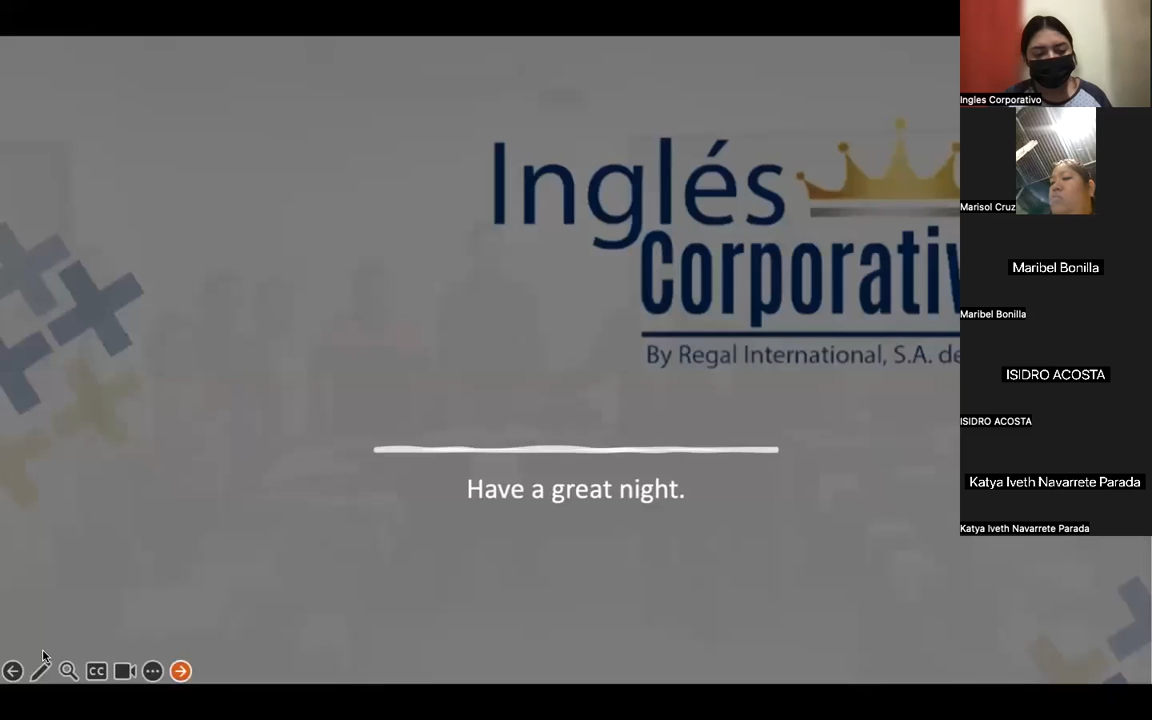 Inglés
Corporativ
By Regal International, S.A. de
Have a great night.
CC
Ingles Corporativo
Marisol Cruz
Maribel Bonilla
Maribel Bonilla
ISIDRO ACOSTA
ISIDRO ACOSTA
Katya Iveth Navarrete Parada
Katya Iveth Navarrete Parada